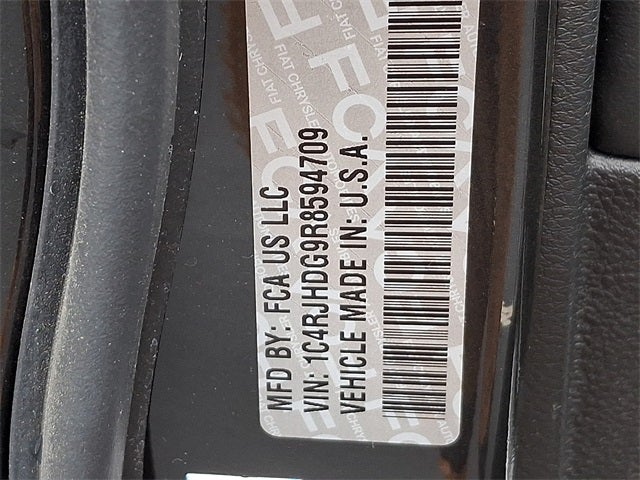 MFD BY: FCA US LLC
VIN: 1C4RJHDG9R8594709
VEHICLE MADE IN: U.S.A.